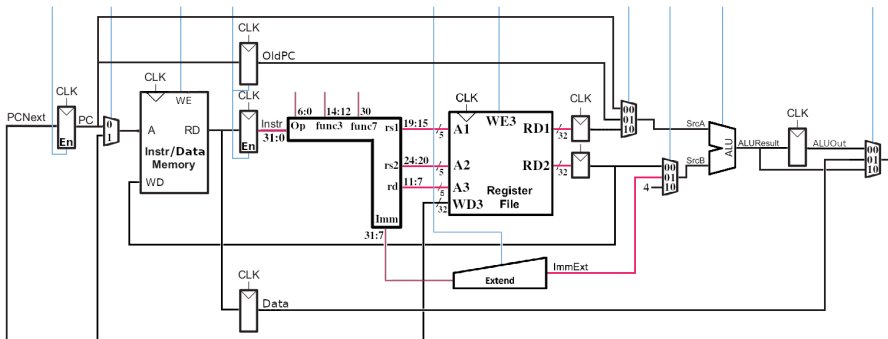 CLK
OldPC
CLK
PCNext
PC
0
1
En
CLK
WE
A
RD
Instr/Data
Memory
WD
CLK
Instr
31:0
En
6:0
14:12
30
Op
func3
func7
rs1
rs2
rd
Imm
31:7
19:15
24:20
11:7
5
5
5
32
CLK
WE3
A1
RD1
A2
RD2
A3
Register
WD3
File
32
32
CLK
00
01
10
SrcA
00
01
10
4
SrcB
ALU
ALUResult
CLK
ALUOut
00
01
10
Extend
ImmExt
CLK
Data